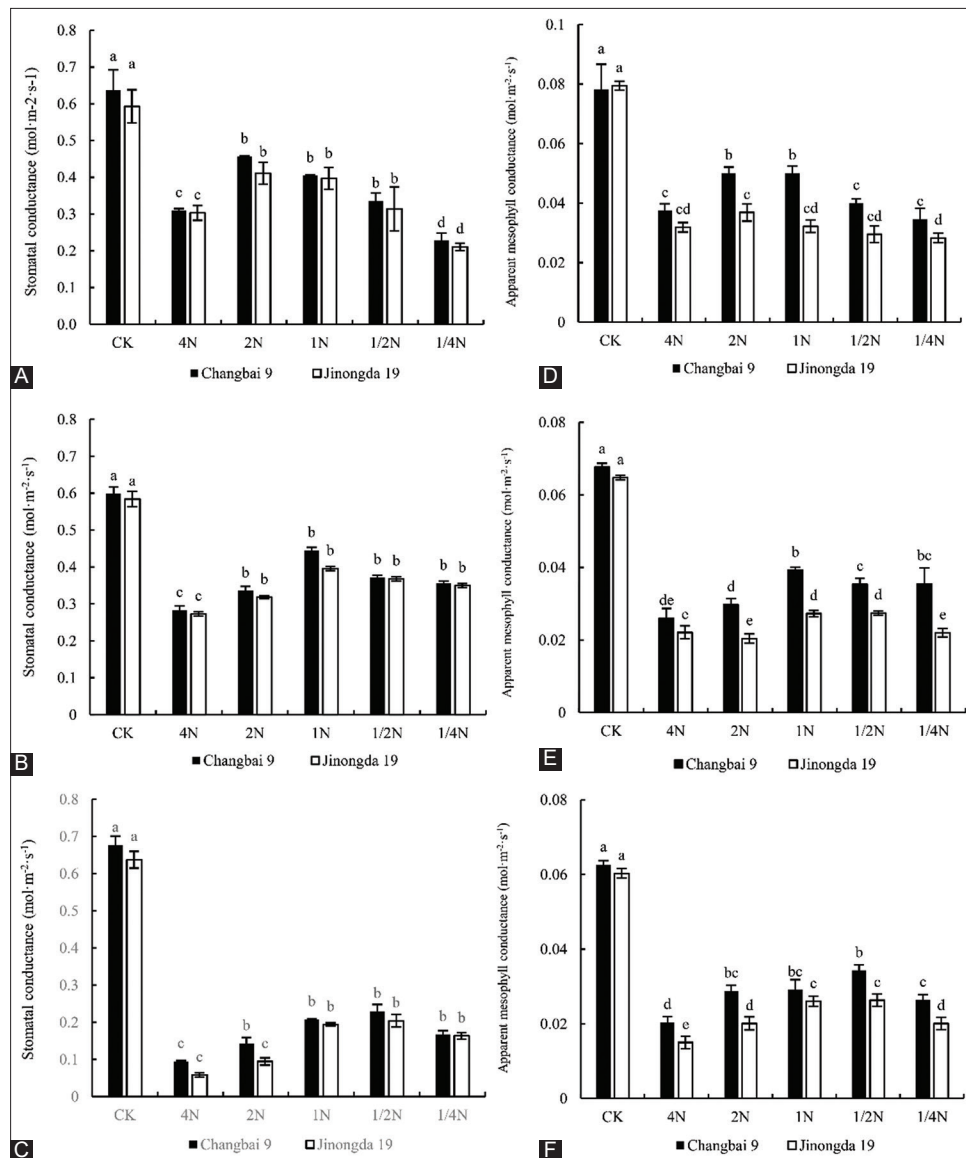 Stomatal conductance (mol·m-2·s-1)
0.8
0.7
0.6
0.5
0.4
0.3
0.2
0.1
0.0
a a c c b b b b b b d d
CK 4N 2N 1N 1/2N 1/4N
Changbai 9 Jinongda 19
A
Apparent mesophyll conductance (mol·m⁻²·s⁻¹)
0.1
0.08
0.06
0.04
0.02
0
a a c cd b c b cd c cd c d
CK 4N 2N 1N 1/2N 1/4N
Changbai 9 Jinongda 19
D
Stomatal conductance (mol·m⁻²·s⁻¹)
0.8
0.7
0.6
0.5
0.4
0.3
0.2
0.1
0
a a c c b b b b b b b b
CK 4N 2N 1N 1/2N 1/4N
Changbai 9 Jinongda 19
B
Apparent mesophyll conductance (mol·m⁻²·s⁻¹)
0.08
0.06
0.04
0.02
0
a a de c d e b d c d bc e
CK 4N 2N 1N 1/2N 1/4N
Changbai 9 Jinongda 19
E
Stomatal conductance (mol·m⁻²·s⁻¹)
0.8
0.7
0.6
0.5
0.4
0.3
0.2
0.1
0
a a c c b c b b b b b b
CK 4N 2N 1N 1/2N 1/4N
Changbai 9 Jinongda 19
C
Apparent mesophyll conductance (mol·m⁻²·s⁻¹)
0.08
0.06
0.04
0.02
0
a a d e bc d bc c b c c d
CK 4N 2N 1N 1/2N 1/4N
Changbai 9 Jinongda 19
F